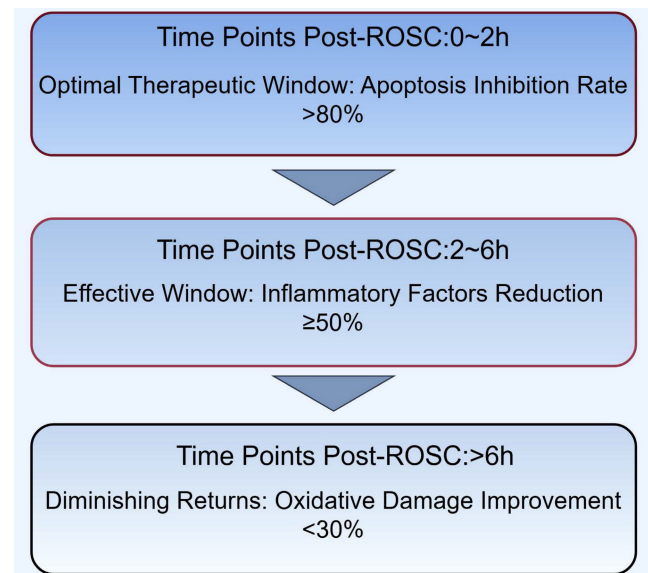 Time Points Post-ROSC:0~2h
Optimal Therapeutic Window: Apoptosis Inhibition Rate
>80%
Time Points Post-ROSC:2~6h
Effective Window: Inflammatory Factors Reduction
≥50%
Time Points Post-ROSC:>6h
Diminishing Returns: Oxidative Damage Improvement
<30%